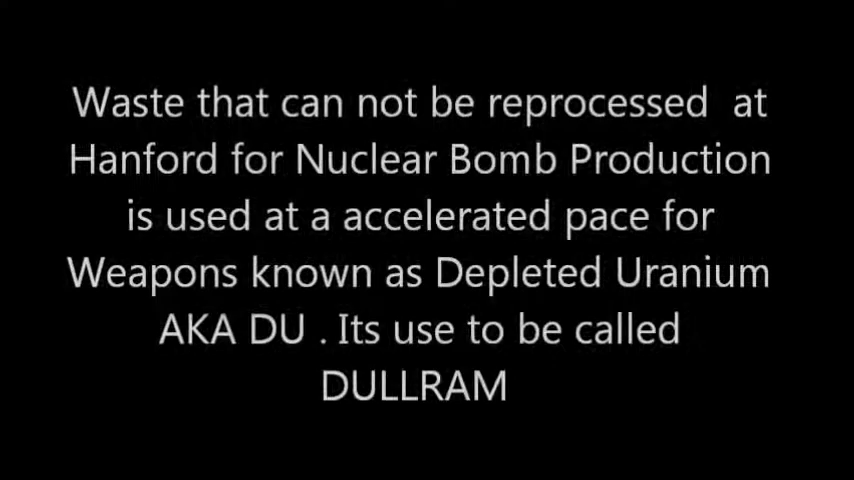 Waste that can not be reprocessed  at
Hanford for Nuclear Bomb Production
is used at a accelerated pace for
Weapons known as Depleted Uranium
AKA DU . Its use to be called
DULLRAM